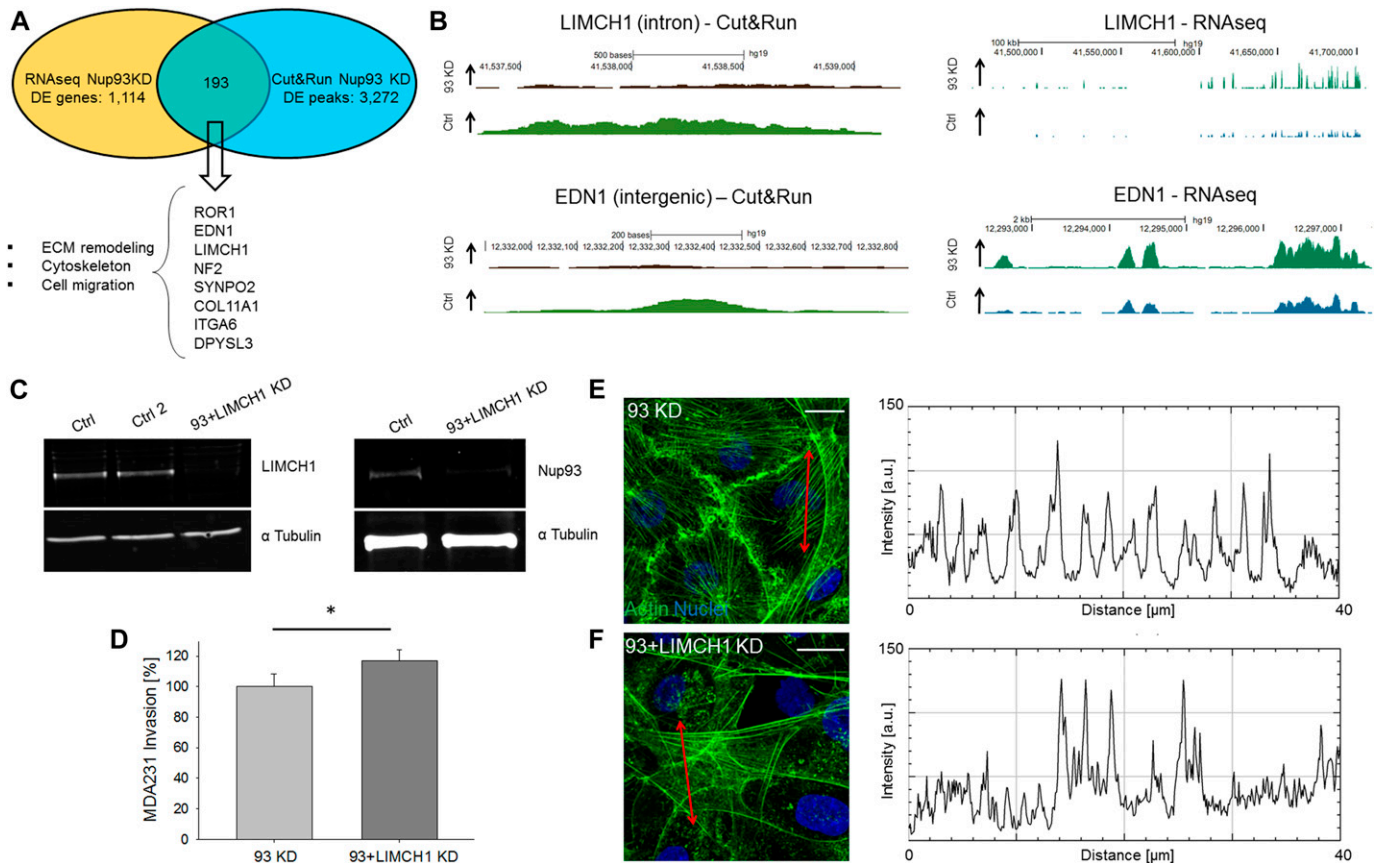 A
RNAseq Nup93KD
DE genes: 1,114
193
Cut&Run Nup93 KD
DE peaks: 3,272
▪ ECM remodeling
▪ Cytoskeleton
▪ Cell migration
ROR1
EDN1
LIMCH1
NF2
SYNPO2
COL11A1
ITGA6
DPYSL3
B
LIMCH1 (intron) - Cut&Run
500 bases hg19
41,537,500 41,538,000 41,538,500 41,539,000
93 KD
Ctrl
LIMCH1 - RNAseq
100 kb hg19
41,500,000 41,550,000 41,600,000 41,650,000 41,700,000
93 KD
Ctrl
EDN1 (intergenic) – Cut&Run
200 bases hg19
12,332,000 12,332,100 12,332,200 12,332,300 12,332,400 12,332,500 12,332,600 12,332,700 12,332,800
93 KD
Ctrl
EDN1 - RNAseq
2 kb hg19
12,293,000 12,294,000 12,295,000 12,296,000 12,297,000
93 KD
Ctrl
C
Ctrl Ctrl 2 93+LIMCH1 KD
LIMCH1
α Tubulin
Ctrl 93+LIMCH1 KD
Nup93
α Tubulin
D
*
MDA231 Invasion [%]
120
100
80
60
40
20
0
93 KD 93+LIMCH1 KD
E
93 KD
Actin Nuclei
150
Intensity [a.u.]
0 Distance [µm] 40
F
93+LIMCH1 KD
150
Intensity [a.u.]
0 Distance [µm] 40